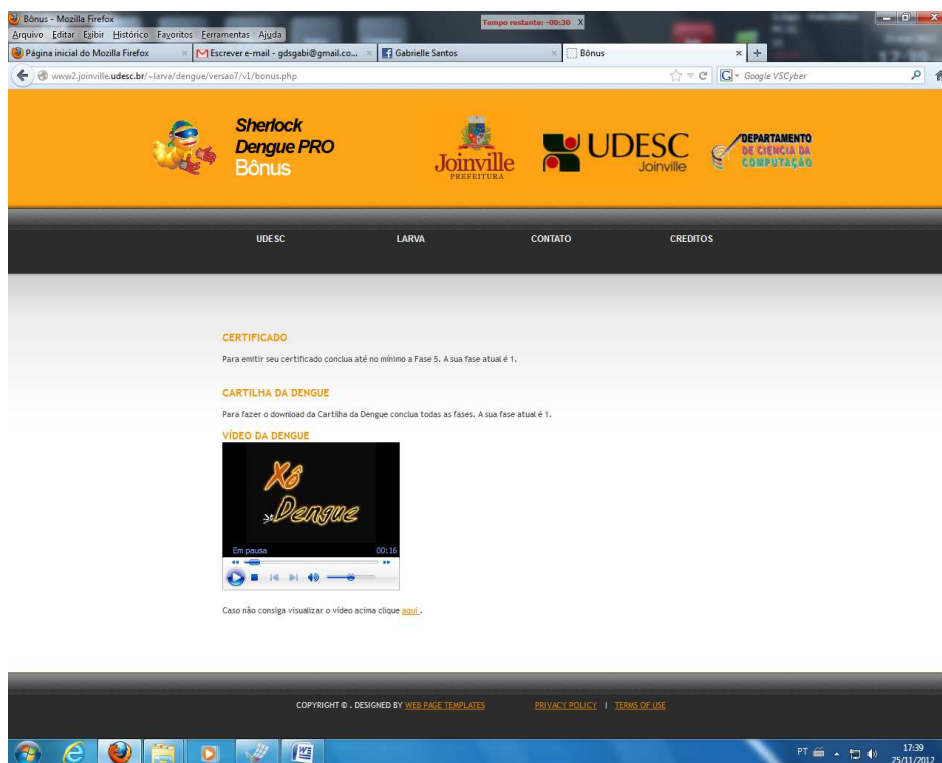 Bônus - Mozilla Firefox
Tempo restante: -00:30 X
Arquivo Editar Exibir Histórico Favoritos Ferramentas Ajuda
Página inicial do Mozilla Firefox
Escrever e-mail - gdsgabi@gmail.co...
Gabrielle Santos
Bônus
www2.joinville.udesc.br/~larva/dengue/versao7/v1/bonus.php
Google VSCyber
Sherlock
Dengue PRO
Bônus
Joinville
PREFEITURA
UDESC
Joinville
DEPARTAMENTO
DE CIÊNCIA DA
COMPUTAÇÃO
UDESC LARVA CONTATO CREDITOS
CERTIFICADO
Para emitir seu certificado conclua até no mínimo a Fase 5. A sua fase atual é 1.
CARTILHA DA DENGUE
Para fazer o download da Cartilha da Dengue conclua todas as fases. A sua fase atual é 1.
VÍDEO DA DENGUE
Xô
Dengue
Em pausa 00:16
Caso não consiga visualizar o vídeo acima clique aqui .
COPYRIGHT © . DESIGNED BY WEB PAGE TEMPLATES PRIVACY POLICY | TERMS OF USE
PT 17:39
25/11/2012